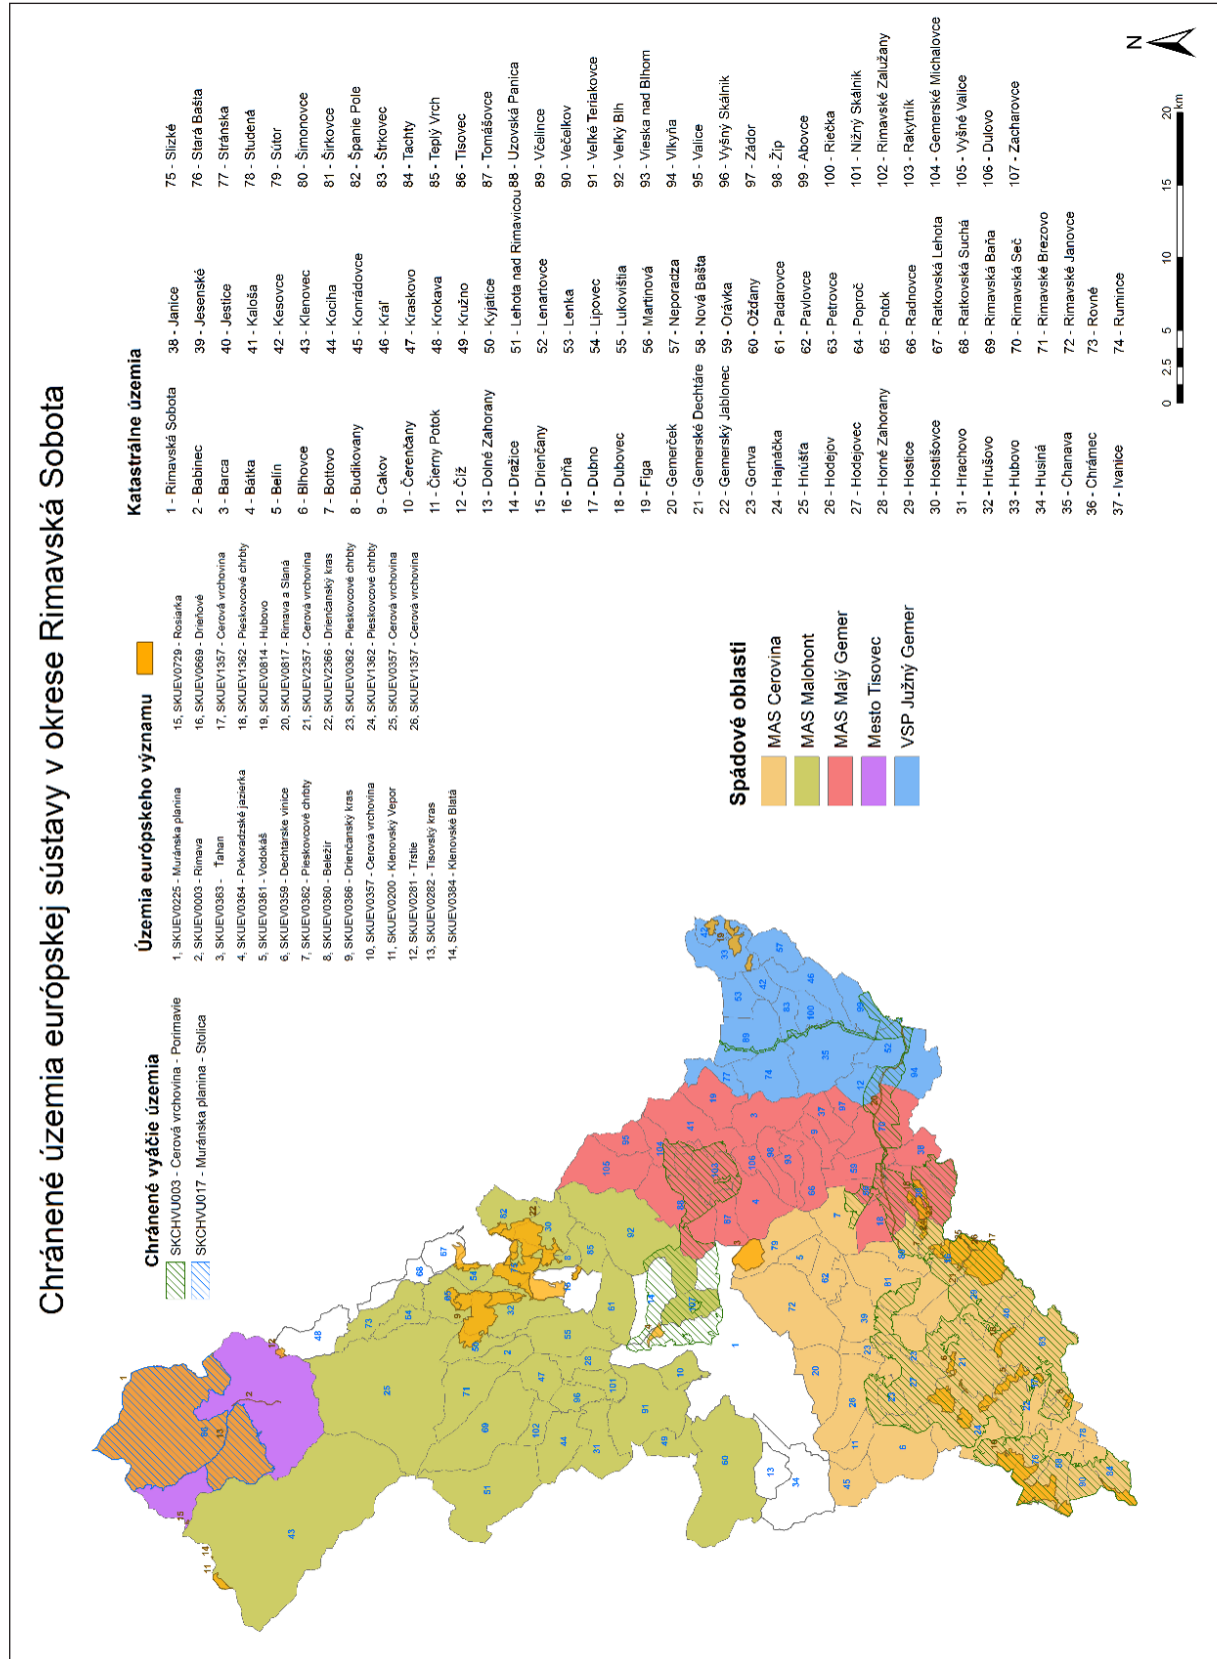 Chránené územia európskej sústavy v okrese Rimavská Sobota
Chránené vyáčie územia
SKCHVU003 - Cerová vrchovina - Porimavie
SKCHVU017 - Muránska planina - Stolica
Územia európskeho významu
1, SKUEV0225 - Muránska planina
2, SKUEV0003 - Rimava
3, SKUEV0363 - Ťahan
4, SKUEV0364 - Pokoradzské jazierka
5, SKUEV0361 - Vodokáš
6, SKUEV0359 - Dechtárske vinice
7, SKUEV0362 - Pieskovcové chrbty
8, SKUEV0360 - Beležír
9, SKUEV0366 - Drienčanský kras
10, SKUEV0357 - Cerová vrchovina
11, SKUEV0200 - Klenovský Vepor
12, SKUEV0281 - Tŕstie
13, SKUEV0282 - Tisovský kras
14, SKUEV0384 - Klenovské Blatá
15, SKUEV0729 - Rosiarka
16, SKUEV0669 - Drieňové
17, SKUEV1357 - Cerová vrchovina
18, SKUEV1362 - Pieskovcové chrbty
19, SKUEV0814 - Hubovo
20, SKUEV0817 - Rimava a Slaná
21, SKUEV2357 - Cerová vrchovina
22, SKUEV2366 - Drienčanský kras
23, SKUEV0362 - Pieskovcové chrbty
24, SKUEV1362 - Pieskovcové chrbty
25, SKUEV0357 - Cerová vrchovina
26, SKUEV1357 - Cerová vrchovina
Katastrálne územia
1 - Rimavská Sobota
2 - Babinec
3 - Barca
4 - Bátka
5 - Belín
6 - Blhovce
7 - Bottovo
8 - Budikovany
9 - Cakov
10 - Čerenčany
11 - Čierny Potok
12 - Číž
13 - Dolné Zahorany
14 - Dražice
15 - Drienčany
16 - Drňa
17 - Dubno
18 - Dubovec
19 - Figa
20 - Gemerček
21 - Gemerské Dechtáre
22 - Gemerský Jablonec
23 - Gortva
24 - Hajnáčka
25 - Hnúšťa
26 - Hodejov
27 - Hodejovec
28 - Horné Zahorany
29 - Hostice
30 - Hostišovce
31 - Hrachovo
32 - Hrušovo
33 - Hubovo
34 - Husiná
35 - Chanava
36 - Chrámec
37 - Ivanice
38 - Janice
39 - Jesenské
40 - Jestice
41 - Kaloša
42 - Kesovce
43 - Klenovec
44 - Kociha
45 - Konrádovce
46 - Kráľ
47 - Kraskovo
48 - Krokava
49 - Kružno
50 - Kyjatice
51 - Lehota nad Rimavicou
52 - Lenartovce
53 - Lenka
54 - Lipovec
55 - Lukovištia
56 - Martinová
57 - Neporadza
58 - Nová Bašta
59 - Orávka
60 - Ožďany
61 - Padarovce
62 - Pavlovce
63 - Petrovce
64 - Poproč
65 - Potok
66 - Radnovce
67 - Ratkovská Lehota
68 - Ratkovská Suchá
69 - Rimavská Baňa
70 - Rimavská Seč
71 - Rimavské Brezovo
72 - Rimavské Janovce
73 - Rovné
74 - Rumince
75 - Slizké
76 - Stará Bašta
77 - Stránska
78 - Studená
79 - Sútor
80 - Šimonovce
81 - Širkovce
82 - Španie Pole
83 - Štrkovec
84 - Tachty
85 - Teplý Vrch
86 - Tisovec
87 - Tomášovce
88 - Uzovská Panica
89 - Včelince
90 - Večelkov
91 - Veľké Teriakovce
92 - Veľký Blh
93 - Vieska nad Blhom
94 - Vlkyňa
95 - Valice
96 - Vyšný Skálnik
97 - Zádor
98 - Žíp
99 - Abovce
100 - Riečka
101 - Nižný Skálnik
102 - Rimavské Zalužany
103 - Rakytník
104 - Gemerské Michalovce
105 - Vyšné Valice
106 - Dulovo
107 - Zacharovce
Spádové oblasti
MAS Cerovina
MAS Malohont
MAS Malý Gemer
Mesto Tisovec
VSP Južný Gemer
0 2.5 5 10 15 20
km
N